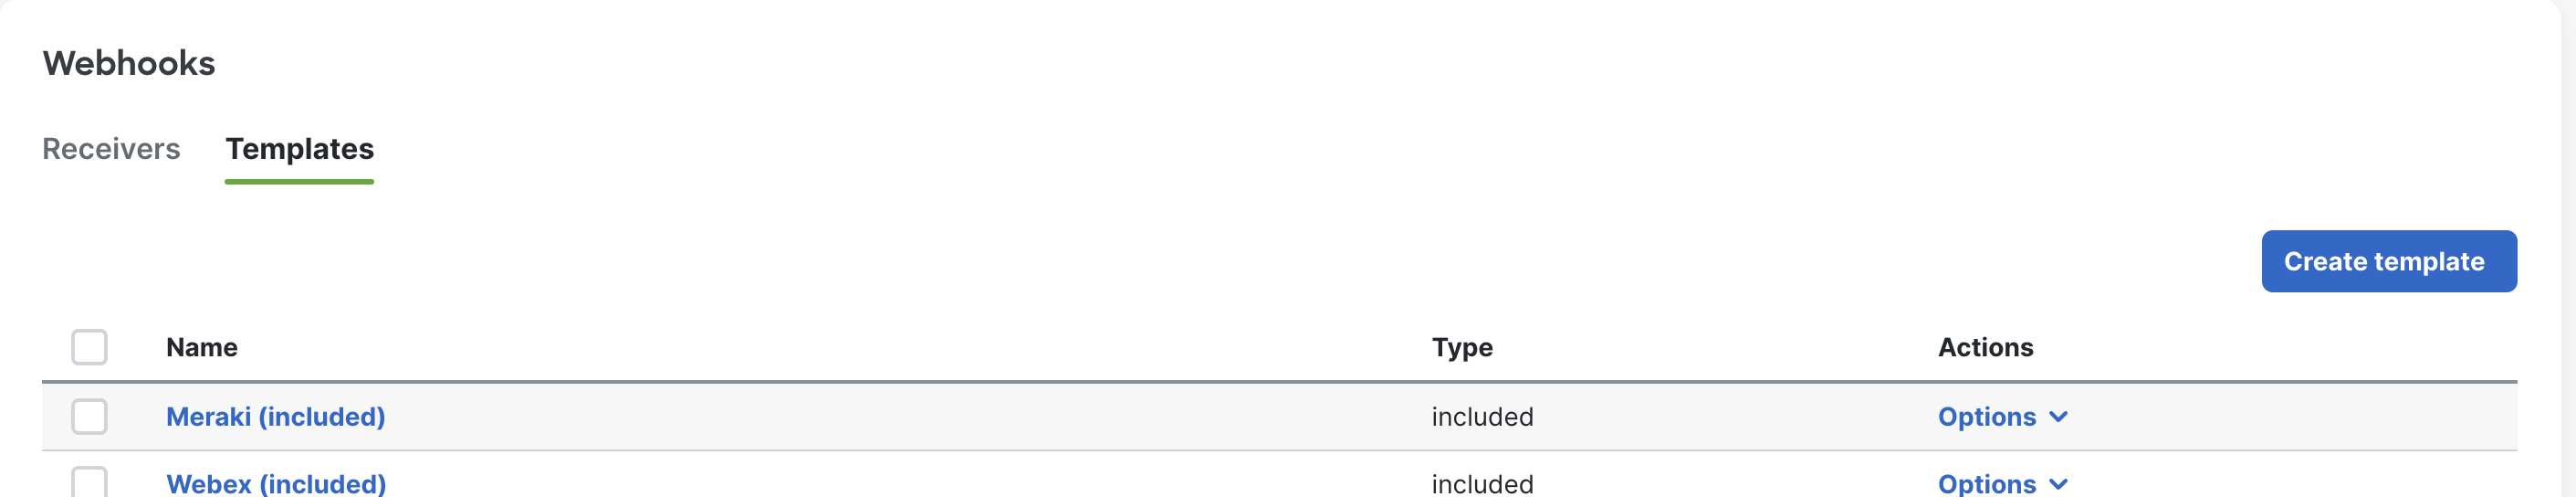 Webhooks
Receivers Templates
Create template
Name Type Actions
Meraki (included) included Options
Webex (included) included Options